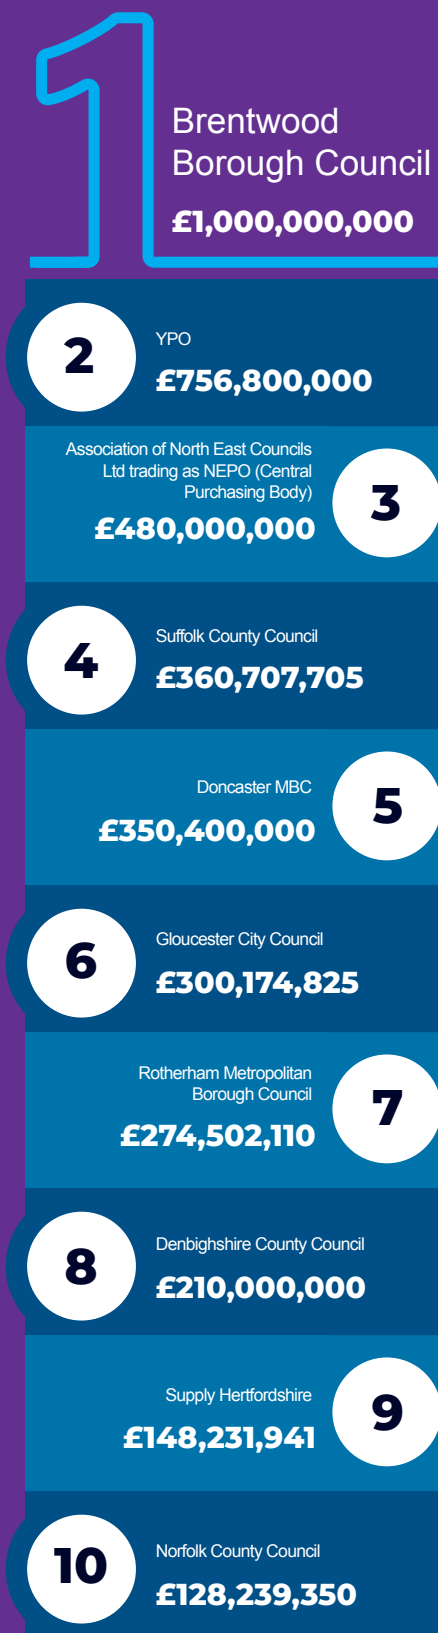 1
Brentwood
Borough Council
£1,000,000,000
2
YPO
£756,800,000
Association of North East Councils
Ltd trading as NEPO (Central
Purchasing Body)
£480,000,000
3
4
Suffolk County Council
£360,707,705
Doncaster MBC
£350,400,000
5
6
Gloucester City Council
£300,174,825
Rotherham Metropolitan
Borough Council
£274,502,110
7
8
Denbighshire County Council
£210,000,000
Supply Hertfordshire
£148,231,941
9
10
Norfolk County Council
£128,239,350